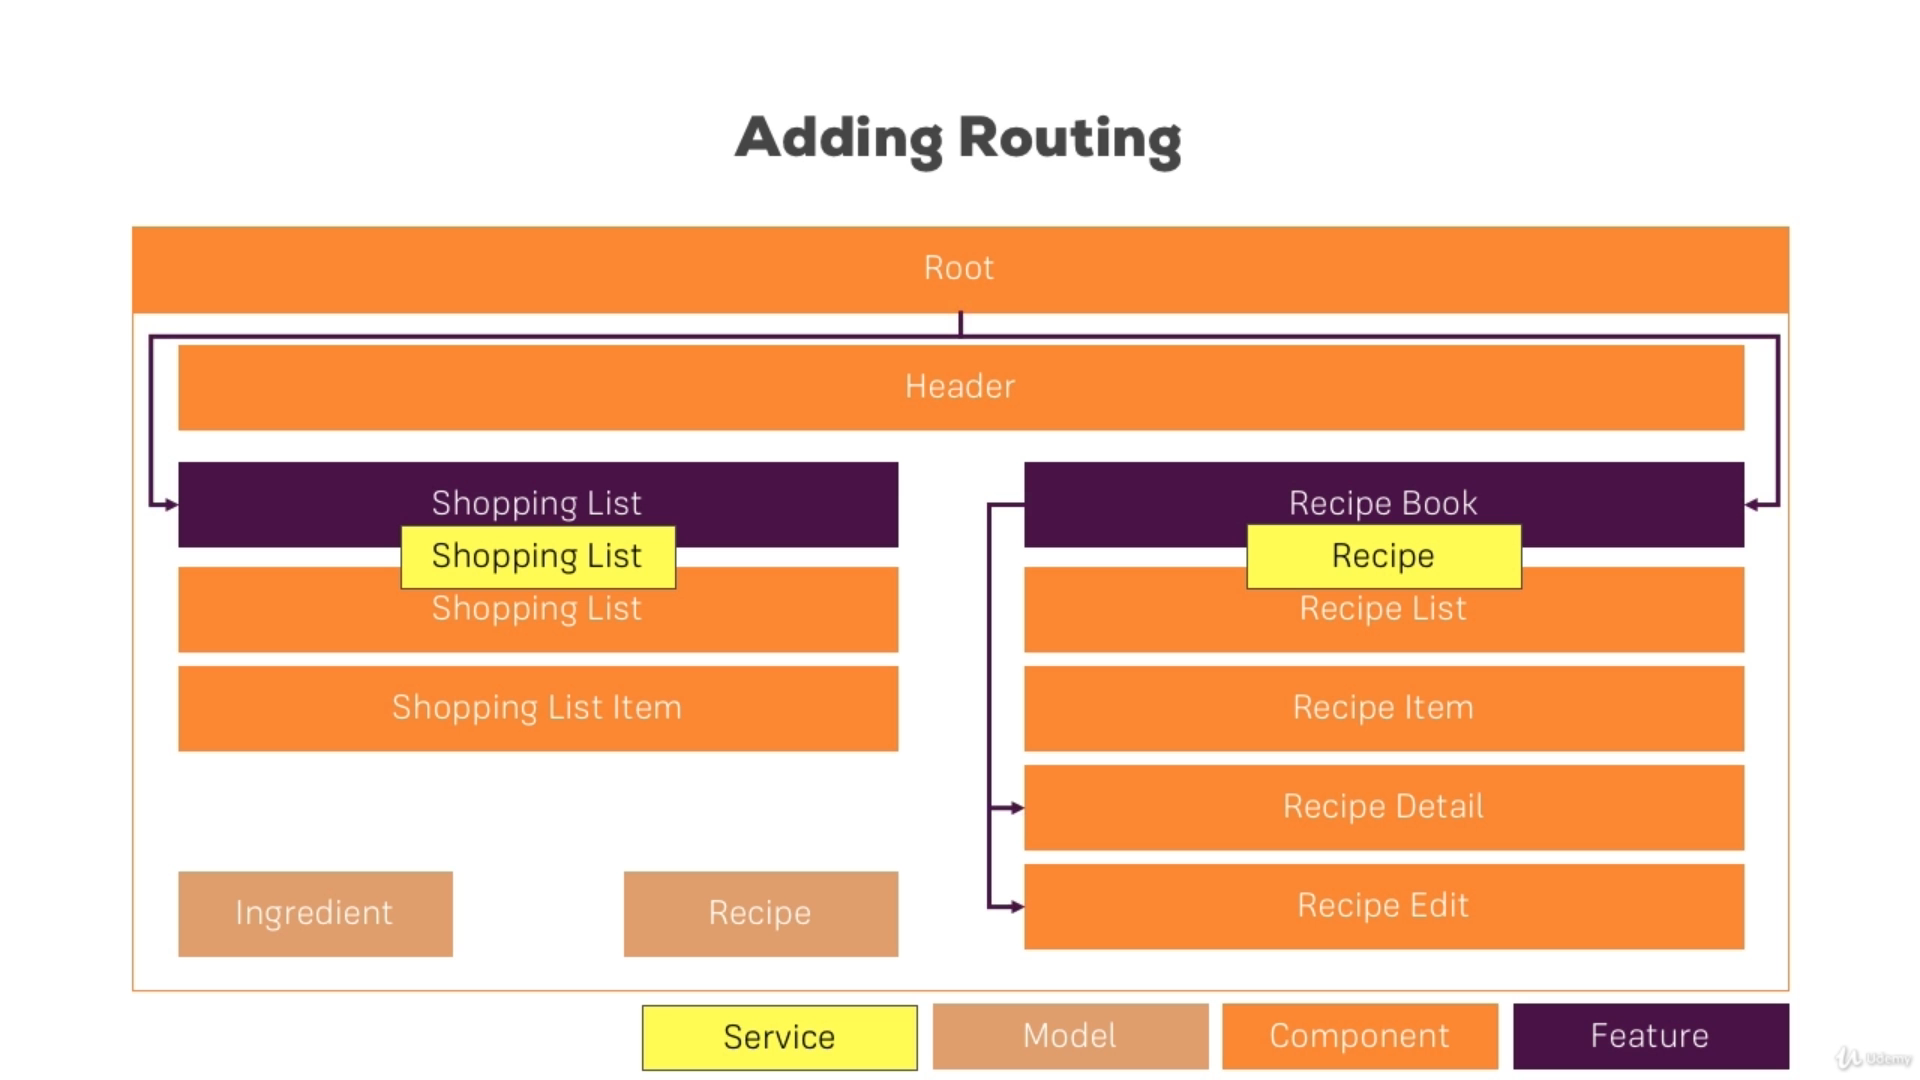 Adding Routing
Root
Header
Shopping List
Shopping List
Shopping List
Shopping List Item
Ingredient
Recipe
Recipe Book
Recipe
Recipe List
Recipe Item
Recipe Detail
Recipe Edit
Service
Model
Component
Feature
Udemy